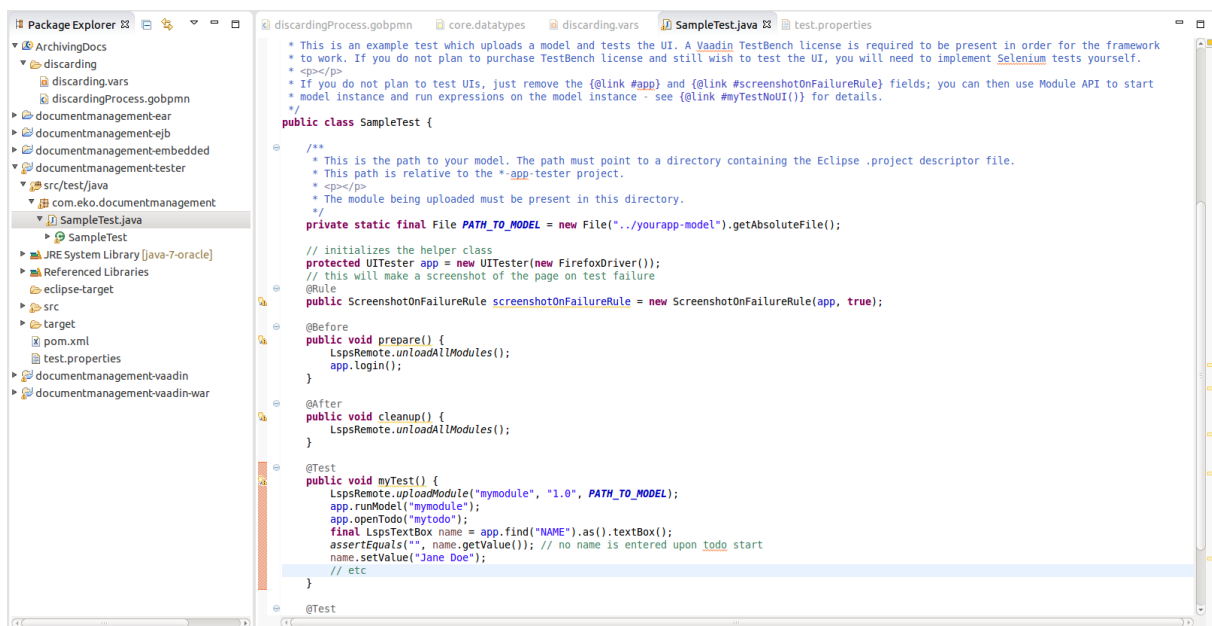 Package Explorer
ArchivingDocs
discarding
discarding.vars
discardingProcess.gobpmn
documentmanagement-ear
documentmanagement-ejb
documentmanagement-embedded
documentmanagement-tester
src/test/java
com.eko.documentmanagement
SampleTest.java
SampleTest
JRE System Library [java-7-oracle]
Referenced Libraries
eclipse-target
src
target
pom.xml
test.properties
documentmanagement-vaadin
documentmanagement-vaadin-war
discardingProcess.gobpmn core.datatypes discarding.vars SampleTest.java test.properties
* This is an example test which uploads a model and tests the UI. A Vaadin TestBench license is required to be present in order for the framework
* to work. If you do not plan to purchase TestBench license and still wish to test the UI, you will need to implement Selenium tests yourself.
* <p></p>
* If you do not plan to test UIs, just remove the {@link #app} and {@link #screenshotOnFailureRule} fields; you can then use Module API to start
* model instance and run expressions on the model instance - see {@link #myTestNoUI()} for details.
*/
public class SampleTest {
/**
* This is the path to your model. The path must point to a directory containing the Eclipse .project descriptor file.
* This path is relative to the *-app-tester project.
* <p></p>
* The module being uploaded must be present in this directory.
*/
private static final File PATH_TO_MODEL = new File("../yourapp-model").getAbsoluteFile();
// initializes the helper class
protected UITester app = new UITester(new FirefoxDriver());
// this will make a screenshot of the page on test failure
@Rule
public ScreenshotOnFailureRule screenshotOnFailureRule = new ScreenshotOnFailureRule(app, true);
@Before
public void prepare() {
LspsRemote.unloadAllModules();
app.login();
}
@After
public void cleanup() {
LspsRemote.unloadAllModules();
}
@Test
public void myTest() {
LspsRemote.uploadModule("mymodule", "1.0", PATH_TO_MODEL);
app.runModel("mymodule");
app.openTodo("mytodo");
final LspsTextBox name = app.find("NAME").as().textBox();
assertEquals("", name.getValue()); // no name is entered upon todo start
name.setValue("Jane Doe");
// etc
}
@Test